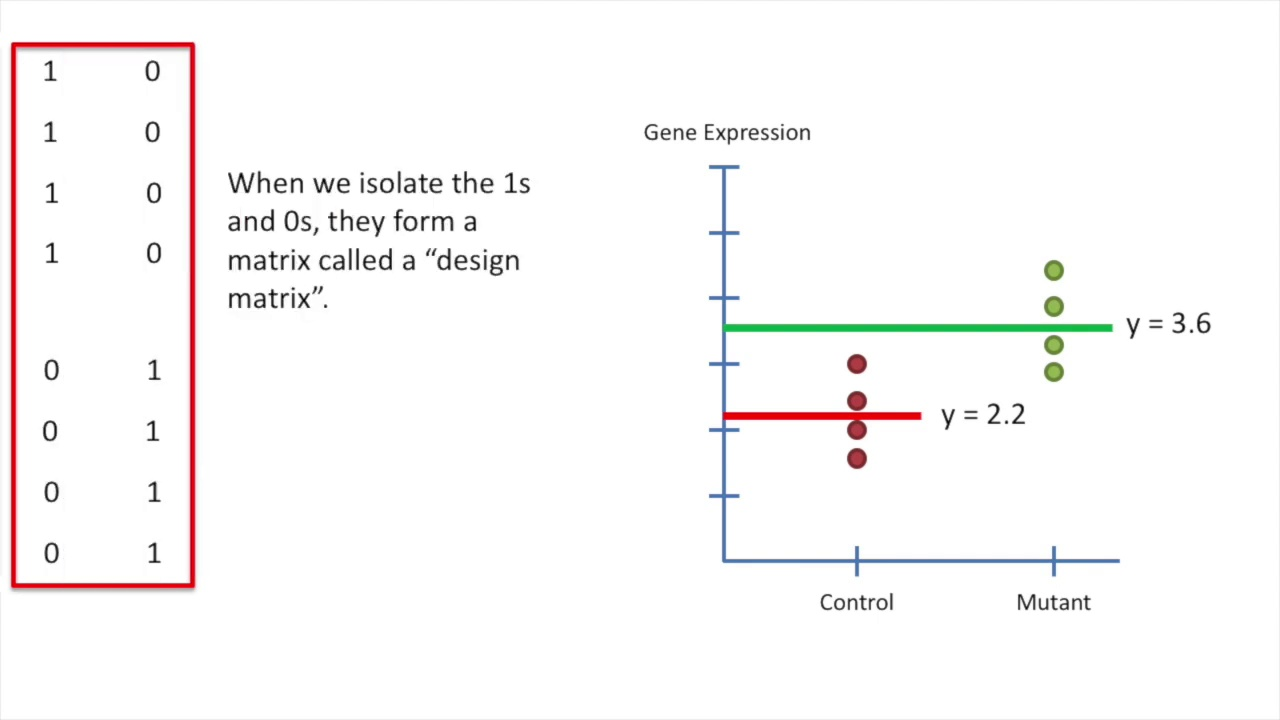 1 0
1 0
1 0
1 0
0 1
0 1
0 1
0 1
When we isolate the 1s
and 0s, they form a
matrix called a “design
matrix”.
Gene Expression
y = 3.6
y = 2.2
Control
Mutant